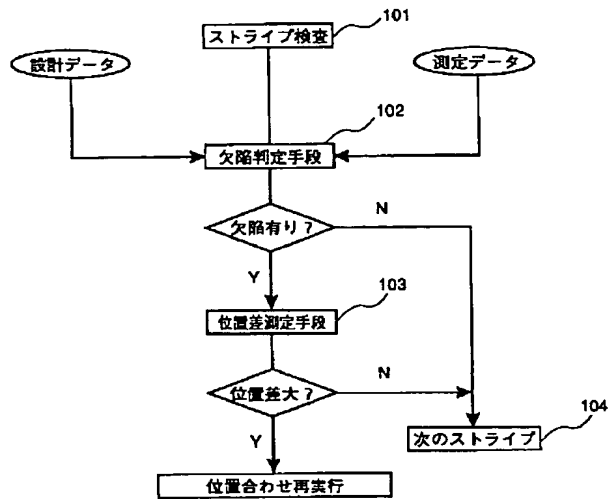 ストライプ検査
101
設計データ
測定データ
102
欠陥判定手段
欠陥有り?
N
Y
103
位置差測定手段
位置差大?
N
Y
104
次のストライプ
位置合わせ再実行